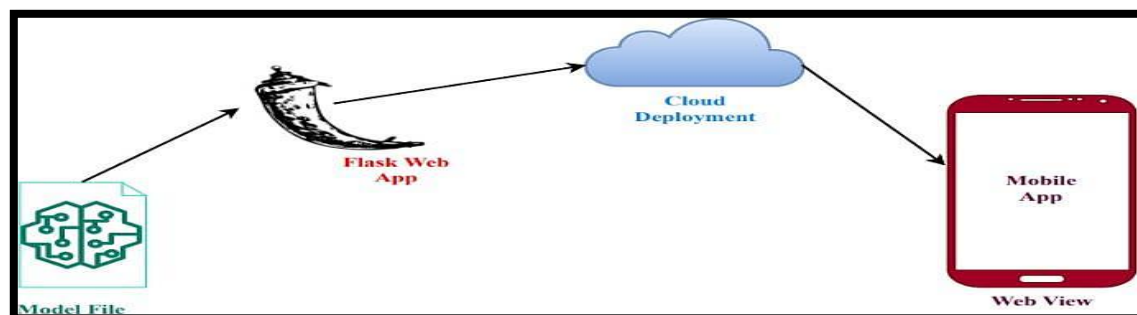 Model File
Flask Web
App
Cloud
Deployment
Mobile
App
Web View